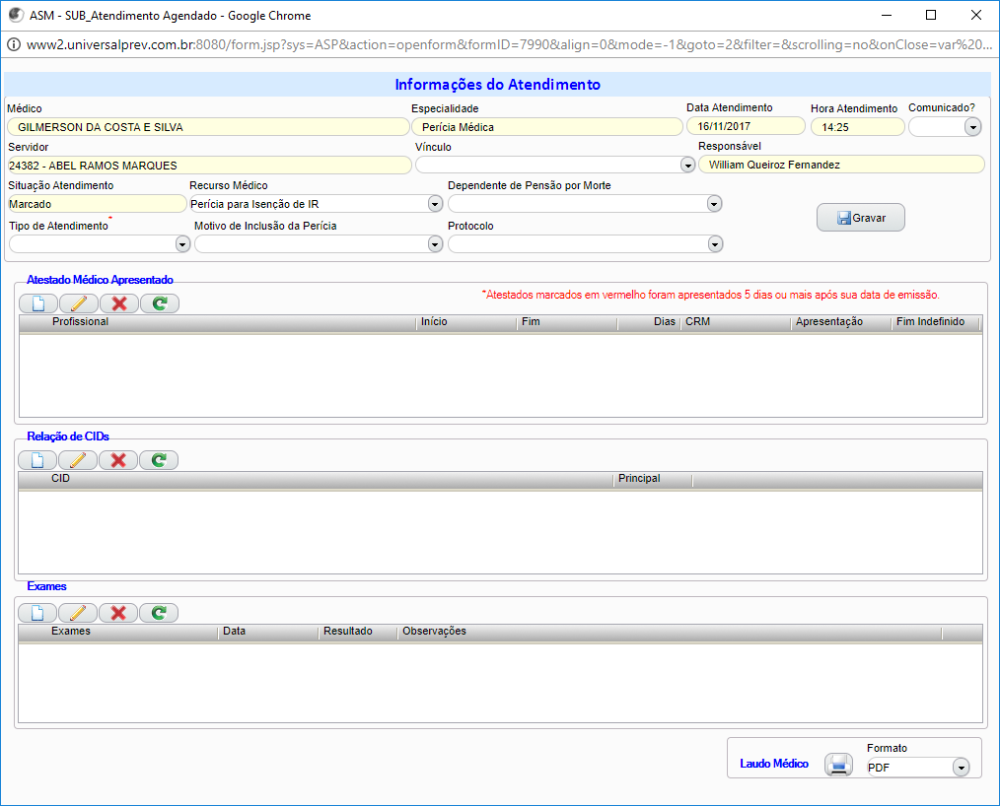 ASM - SUB_Atendimento Agendado - Google Chrome
www2.universalprev.com.br:8080/form.jsp?sys=ASP&action=openform&formID=7990&align=0&mode=-1&goto=2&filter=&scrolling=no&onClose=var%20...
Informações do Atendimento
Médico Especialidade Data Atendimento Hora Atendimento Comunicado?
GILMERSON DA COSTA E SILVA Perícia Médica 16/11/2017 14:25
Servidor Vínculo Responsável
24382 - ABEL RAMOS MARQUES William Queiroz Fernandez
Situação Atendimento Recurso Médico Dependente de Pensão por Morte
Marcado Perícia para Isenção de IR
Gravar
Tipo de Atendimento* Motivo de Inclusão da Perícia Protocolo
Atestado Médico Apresentado
*Atestados marcados em vermelho foram apresentados 5 dias ou mais após sua data de emissão.
Profissional Início Fim Dias CRM Apresentação Fim Indefinido
Relação de CIDs
CID Principal
Exames
Exames Data Resultado Observações
Formato
Laudo Médico PDF